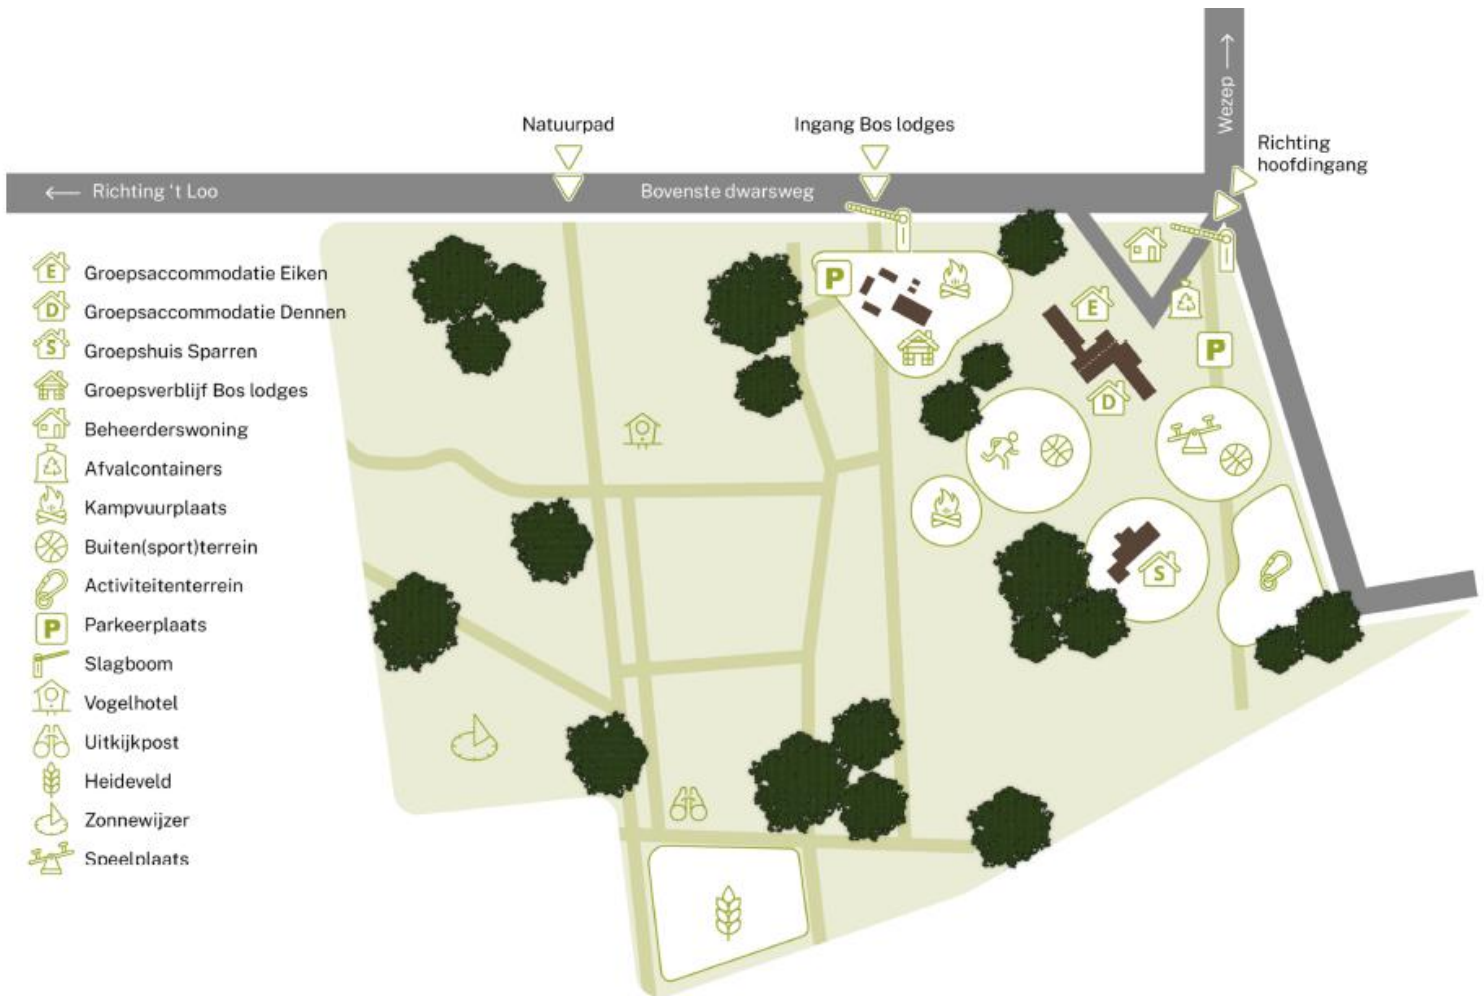 Wezep
Natuurpad
Ingang Bos lodges
Richting
hoofdingang
Richting ‘t Loo
Bovenste dwarsweg
E Groepsaccommodatie Eiken
D Groepsaccommodatie Dennen
S Groepshuis Sparren
Groepsverblijf Bos lodges
Beheerderswoning
Afvalcontainers
Kampvuurplaats
Buiten(sport)terrein
Activiteitenterrein
P Parkeerplaats
Slagboom
Vogelhotel
Uitkijkpost
Heideveld
Zonnewijzer
Speelplaats
P
E
P
D
S